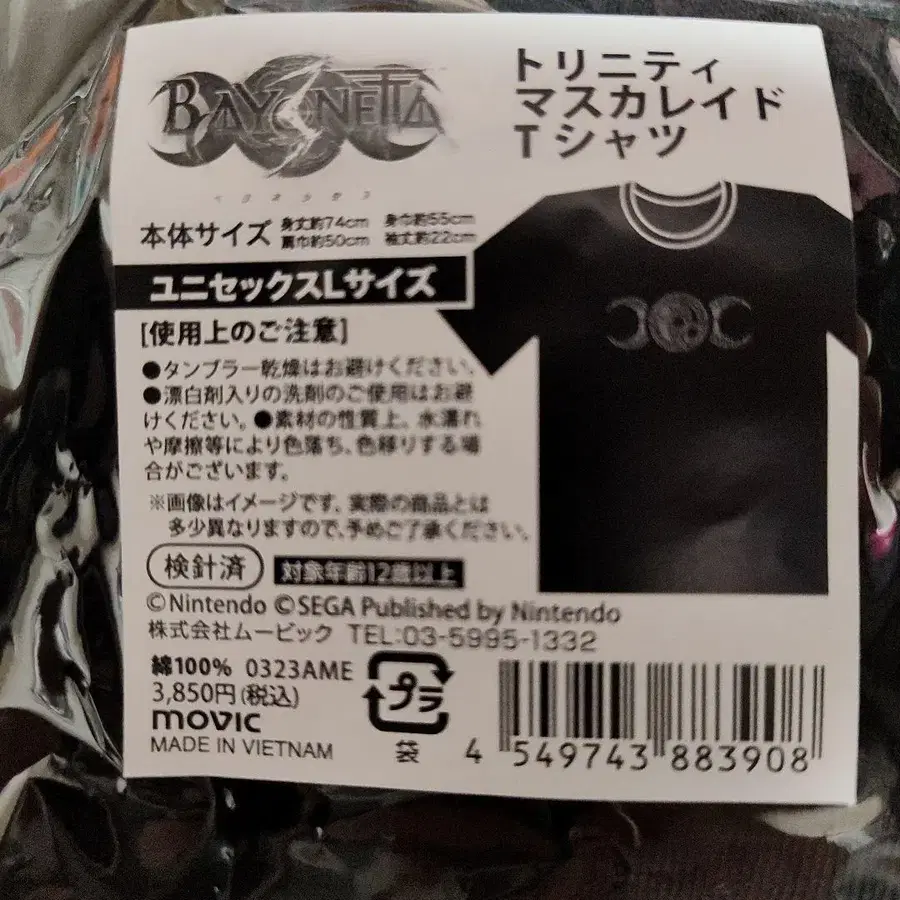 BAYONETTA
トリニティ
マスカレイド
Tシャツ
本体サイズ 身丈約74cm 身巾約55cm
肩巾約50cm 袖丈約22cm
ユニセックスLサイズ
[使用上のご注意]
●タンブラー乾燥はお避けください。
●漂白剤入りの洗剤のご使用はお避
けください。●素材の性質上、水濡れ
や摩擦等により色落ち、色移りする場
合がございます。
※画像はイメージです。実際の商品とは
多少異なりますので、予めご了承ください。
検針済 対象年齢12歳以上
©Nintendo ©SEGA Published by Nintendo
株式会社ムービック TEL:03-5995-1332
綿100% 0323AME
3,850円(税込)
movic
MADE IN VIETNAM
プラ
袋
4 549743 883908